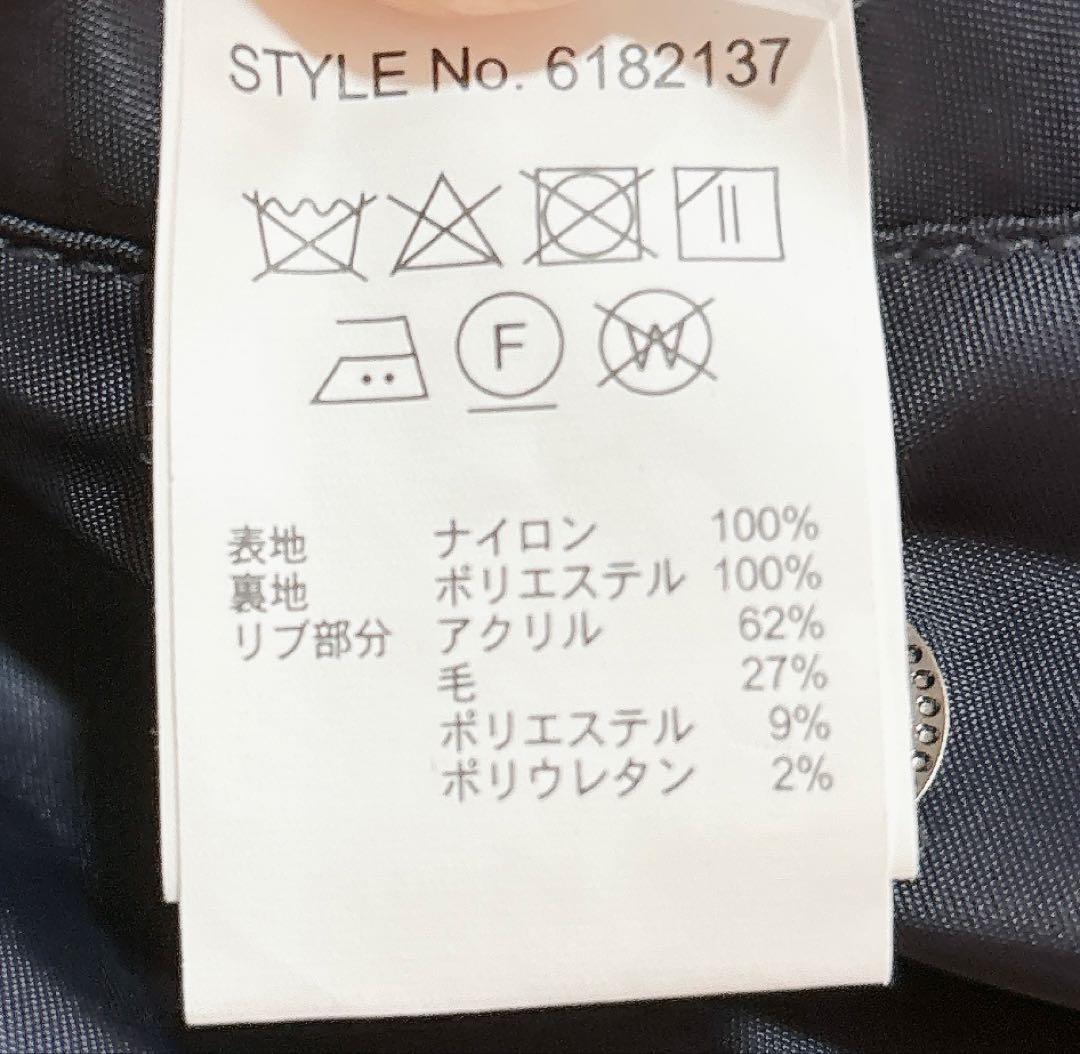 STYLE No. 6182137
F W
表地 ナイロン 100%
裏地 ポリエステル 100%
リブ部分 アクリル 62%
毛 27%
ポリエステル 9%
ポリウレタン 2%